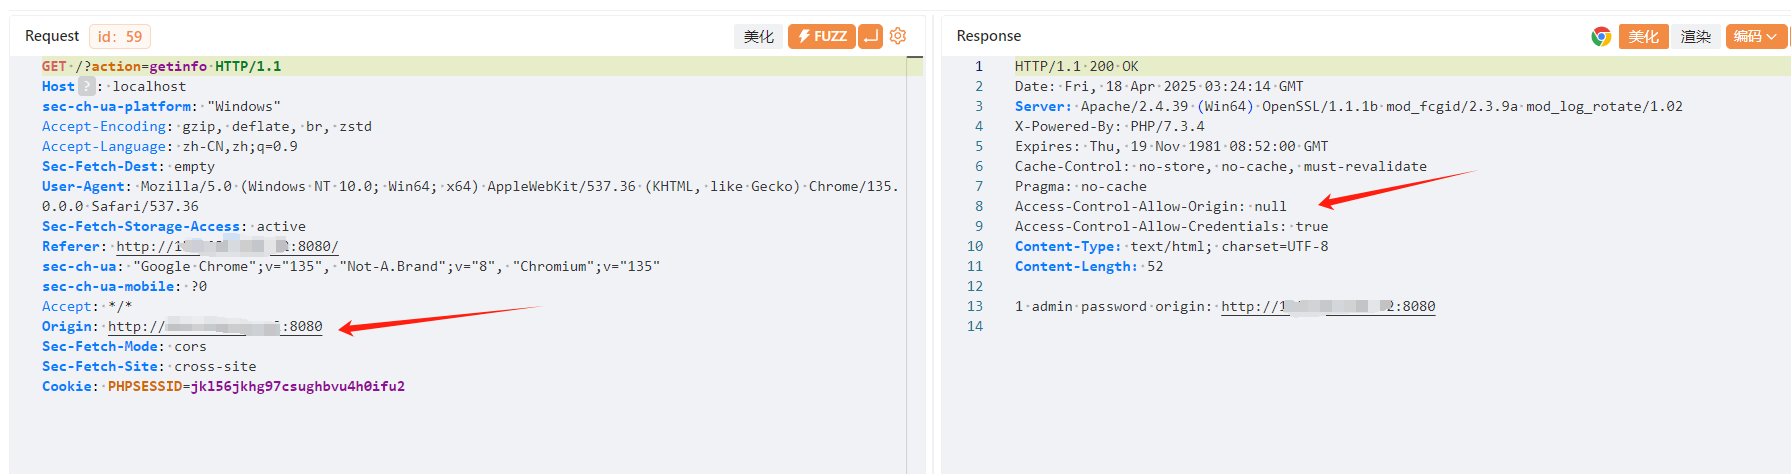 Request id: 59 美化 FUZZ
GET /?action=getinfo HTTP/1.1
Host ? : localhost
sec-ch-ua-platform: "Windows"
Accept-Encoding: gzip, deflate, br, zstd
Accept-Language: zh-CN,zh;q=0.9
Sec-Fetch-Dest: empty
User-Agent: Mozilla/5.0 (Windows NT 10.0; Win64; x64) AppleWebKit/537.36 (KHTML, like Gecko) Chrome/135.
0.0.0 Safari/537.36
Sec-Fetch-Storage-Access: active
Referer: http://1 :8080/
sec-ch-ua: "Google Chrome";v="135", "Not-A.Brand";v="8", "Chromium";v="135"
sec-ch-ua-mobile: ?0
Accept: */*
Origin: http:// :8080
Sec-Fetch-Mode: cors
Sec-Fetch-Site: cross-site
Cookie: PHPSESSID=jkl56jkhg97csughbvu4h0ifu2
Response 美化 渲染 编码
1 HTTP/1.1 200 OK
2 Date: Fri, 18 Apr 2025 03:24:14 GMT
3 Server: Apache/2.4.39 (Win64) OpenSSL/1.1.1b mod_fcgid/2.3.9a mod_log_rotate/1.02
4 X-Powered-By: PHP/7.3.4
5 Expires: Thu, 19 Nov 1981 08:52:00 GMT
6 Cache-Control: no-store, no-cache, must-revalidate
7 Pragma: no-cache
8 Access-Control-Allow-Origin: null
9 Access-Control-Allow-Credentials: true
10 Content-Type: text/html; charset=UTF-8
11 Content-Length: 52
12
13 1 admin password origin: http://1 2:8080
14